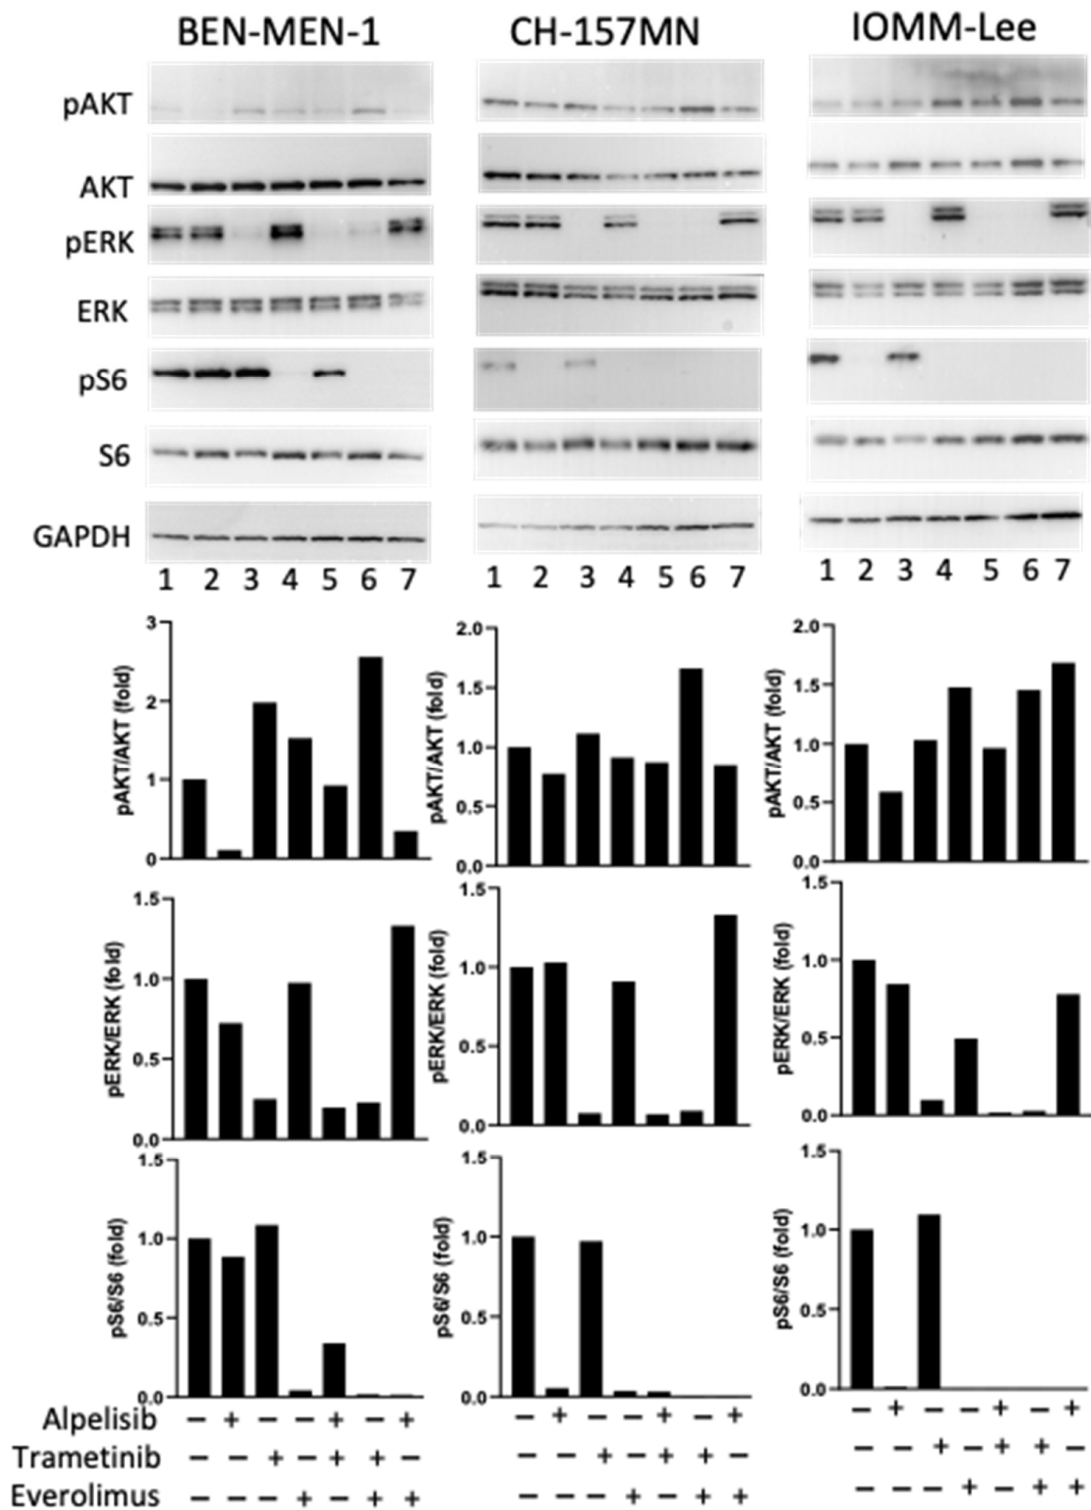 BEN-MEN-1 CH-157MN IOMM-Lee
pAKT
AKT
pERK
ERK
pS6
S6
GAPDH
1 2 3 4 5 6 7 1 2 3 4 5 6 7 1 2 3 4 5 6 7
pAKT/AKT (fold) 3 2 1 0 pAKT/AKT (fold) 2.0 1.5 1.0 0.5 0.0 pAKT/AKT (fold) 2.0 1.5 1.0 0.5 0.0
pERK/ERK (fold) 1.5 1.0 0.5 0.0 pERK/ERK (fold) 1.5 1.0 0.5 0.0 pERK/ERK (fold) 1.5 1.0 0.5 0.0
pS6/S6 (fold) 1.5 1.0 0.5 0.0 pS6/S6 (fold) 1.5 1.0 0.5 0.0 pS6/S6 (fold) 1.5 1.0 0.5 0.0
Alpelisib − + − − + − + − + − − + − + − + − − + − +
Trametinib − − + − + + − − − + − + + − − − + − + + −
Everolimus − − − + − + + − − − + − + + − − − + − + +